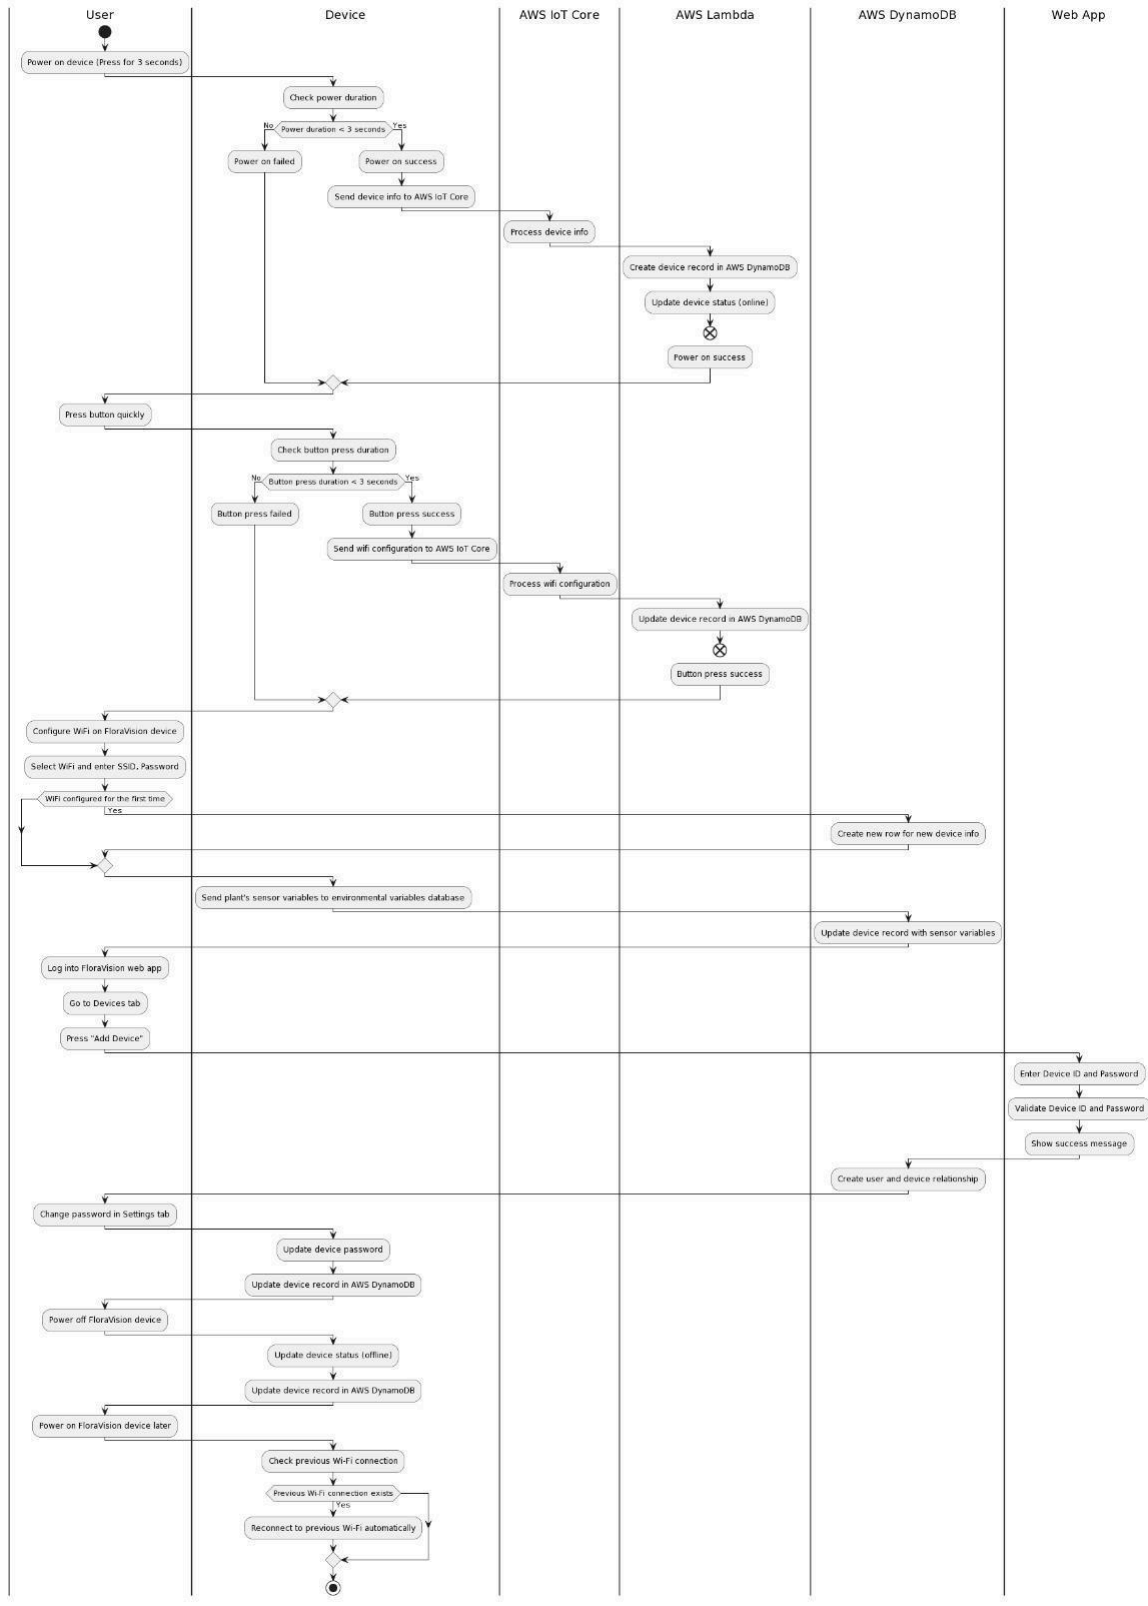 User Device AWS IoT Core AWS Lambda AWS DynamoDB Web App
Power on device (Press for 3 seconds)
Check power duration
No Power duration < 3 seconds Yes
Power on failed Power on success
Send device info to AWS IoT Core
Process device info
Create device record in AWS DynamoDB
Update device status (online)
Power on success
Press button quickly
Check button press duration
No Button press duration < 3 seconds Yes
Button press failed Button press success
Send wifi configuration to AWS IoT Core
Process wifi configuration
Update device record in AWS DynamoDB
Button press success
Configure WiFi on FloraVision device
Select WiFi and enter SSID, Password
WiFi configured for the first time
Yes
Create new row for new device info
Send plant's sensor variables to environmental variables database
Update device record with sensor variables
Log into FloraVision web app
Go to Devices tab
Press "Add Device"
Enter Device ID and Password
Validate Device ID and Password
Show success message
Create user and device relationship
Change password in Settings tab
Update device password
Update device record in AWS DynamoDB
Power off FloraVision device
Update device status (offline)
Update device record in AWS DynamoDB
Power on FloraVision device later
Check previous Wi-Fi connection
Previous Wi-Fi connection exists
Yes
Reconnect to previous Wi-Fi automatically